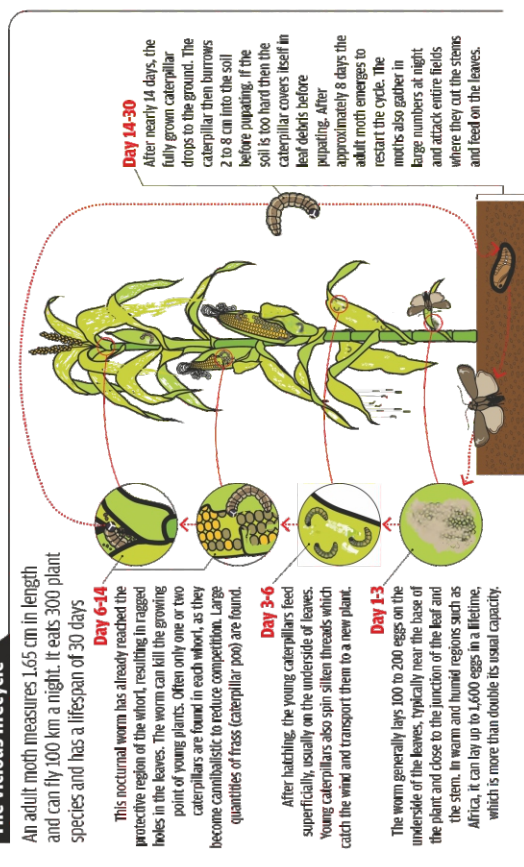 An adult moth measures 1.65 cm in length
and can fly 100 km a night. It eats 300 plant
species and has a lifespan of 30 days
Day 6-14
This nocturnal worm has already reached the
protective region of the whorl, resulting in ragged
holes in the leaves. The worm can kill the growing
point of young plants. Often only one or two
caterpillars are found in each whorl, as they
become cannibalistic to reduce competition. Large
quantities of frass (caterpillar poo) are found.
Day 3-6
After hatching, the young caterpillars feed
superficially, usually on the underside of leaves.
Young caterpillars also spin silken threads which
catch the wind and transport them to a new plant.
Day 1-3
The worm generally lays 100 to 200 eggs on the
underside of the leaves, typically near the base of
the plant and close to the junction of the leaf and
the stem. In warm and humid regions such as
Africa, it can lay up to 1,600 eggs in a lifetime,
which is more than double its usual capacity.
Day 14-30
After nearly 14 days, the
fully grown caterpillar
drops to the ground. The
caterpillar then burrows
2 to 8 cm into the soil
before pupating. If the
soil is too hard then the
caterpillar covers itself in
leaf debris before
pupating. After
approximately 8 days the
adult moth emerges to
restart the cycle. The
moths also gather in
large numbers at night
and attack entire fields
where they cut the stems
and feed on the leaves.